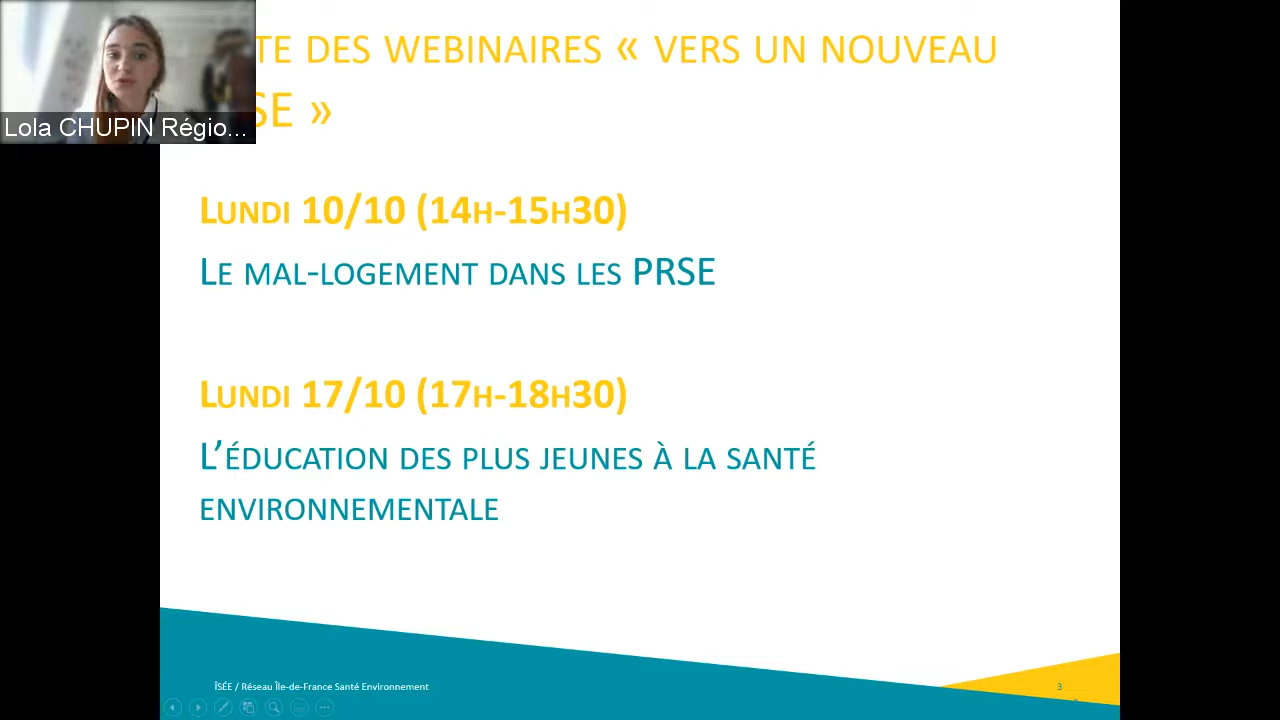 TE DES WEBINAIRES « VERS UN NOUVEAU
SE »
Lola CHUPIN Régio...
LUNDI 10/10 (14H-15H30)
LE MAL-LOGEMENT DANS LES PRSE
LUNDI 17/10 (17H-18H30)
L’ÉDUCATION DES PLUS JEUNES À LA SANTÉ
ENVIRONNEMENTALE
ÎSÉE / Réseau Île-de-France Santé Environnement
3